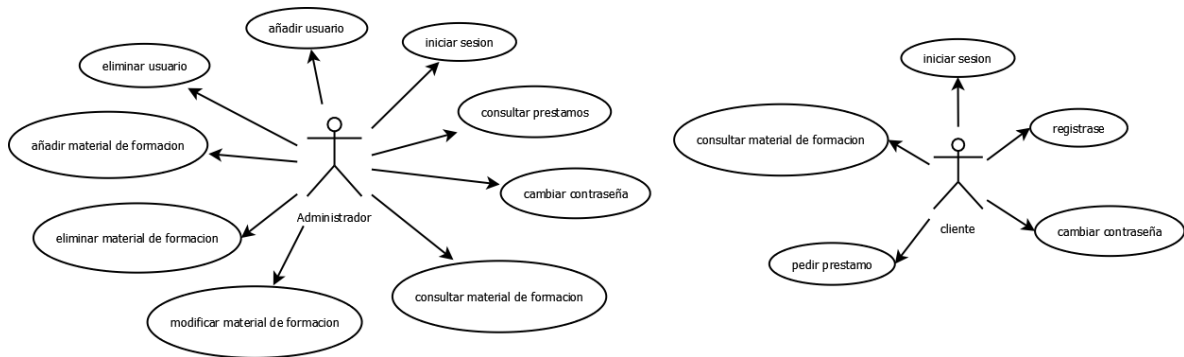 añadir usuario
iniciar sesion
eliminar usuario
consultar prestamos
añadir material de formacion
cambiar contraseña
Administrador
eliminar material de formacion
consultar material de formacion
modificar material de formacion
iniciar sesion
registrase
consultar material de formacion
cliente
cambiar contraseña
pedir prestamo